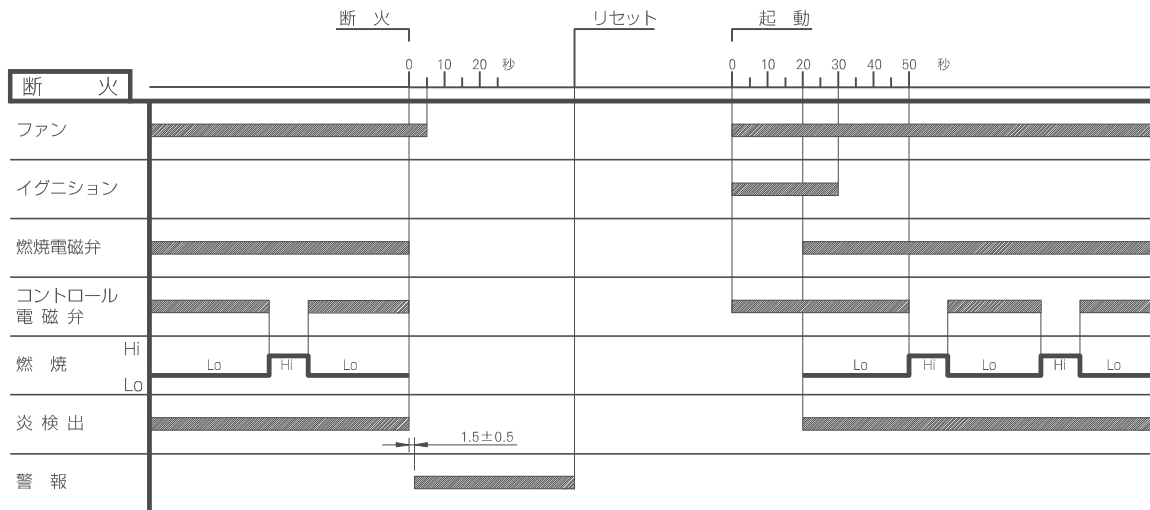 断 火
リセット
起 動
0 10 20 秒
0 10 20 30 40 50 秒
断 火
ファン
イグニション
燃焼電磁弁
コントロール
電 磁 弁
Hi
燃 焼
Lo
Lo Hi Lo
Lo Hi Lo Hi Lo
炎 検 出
1.5±0.5
警 報